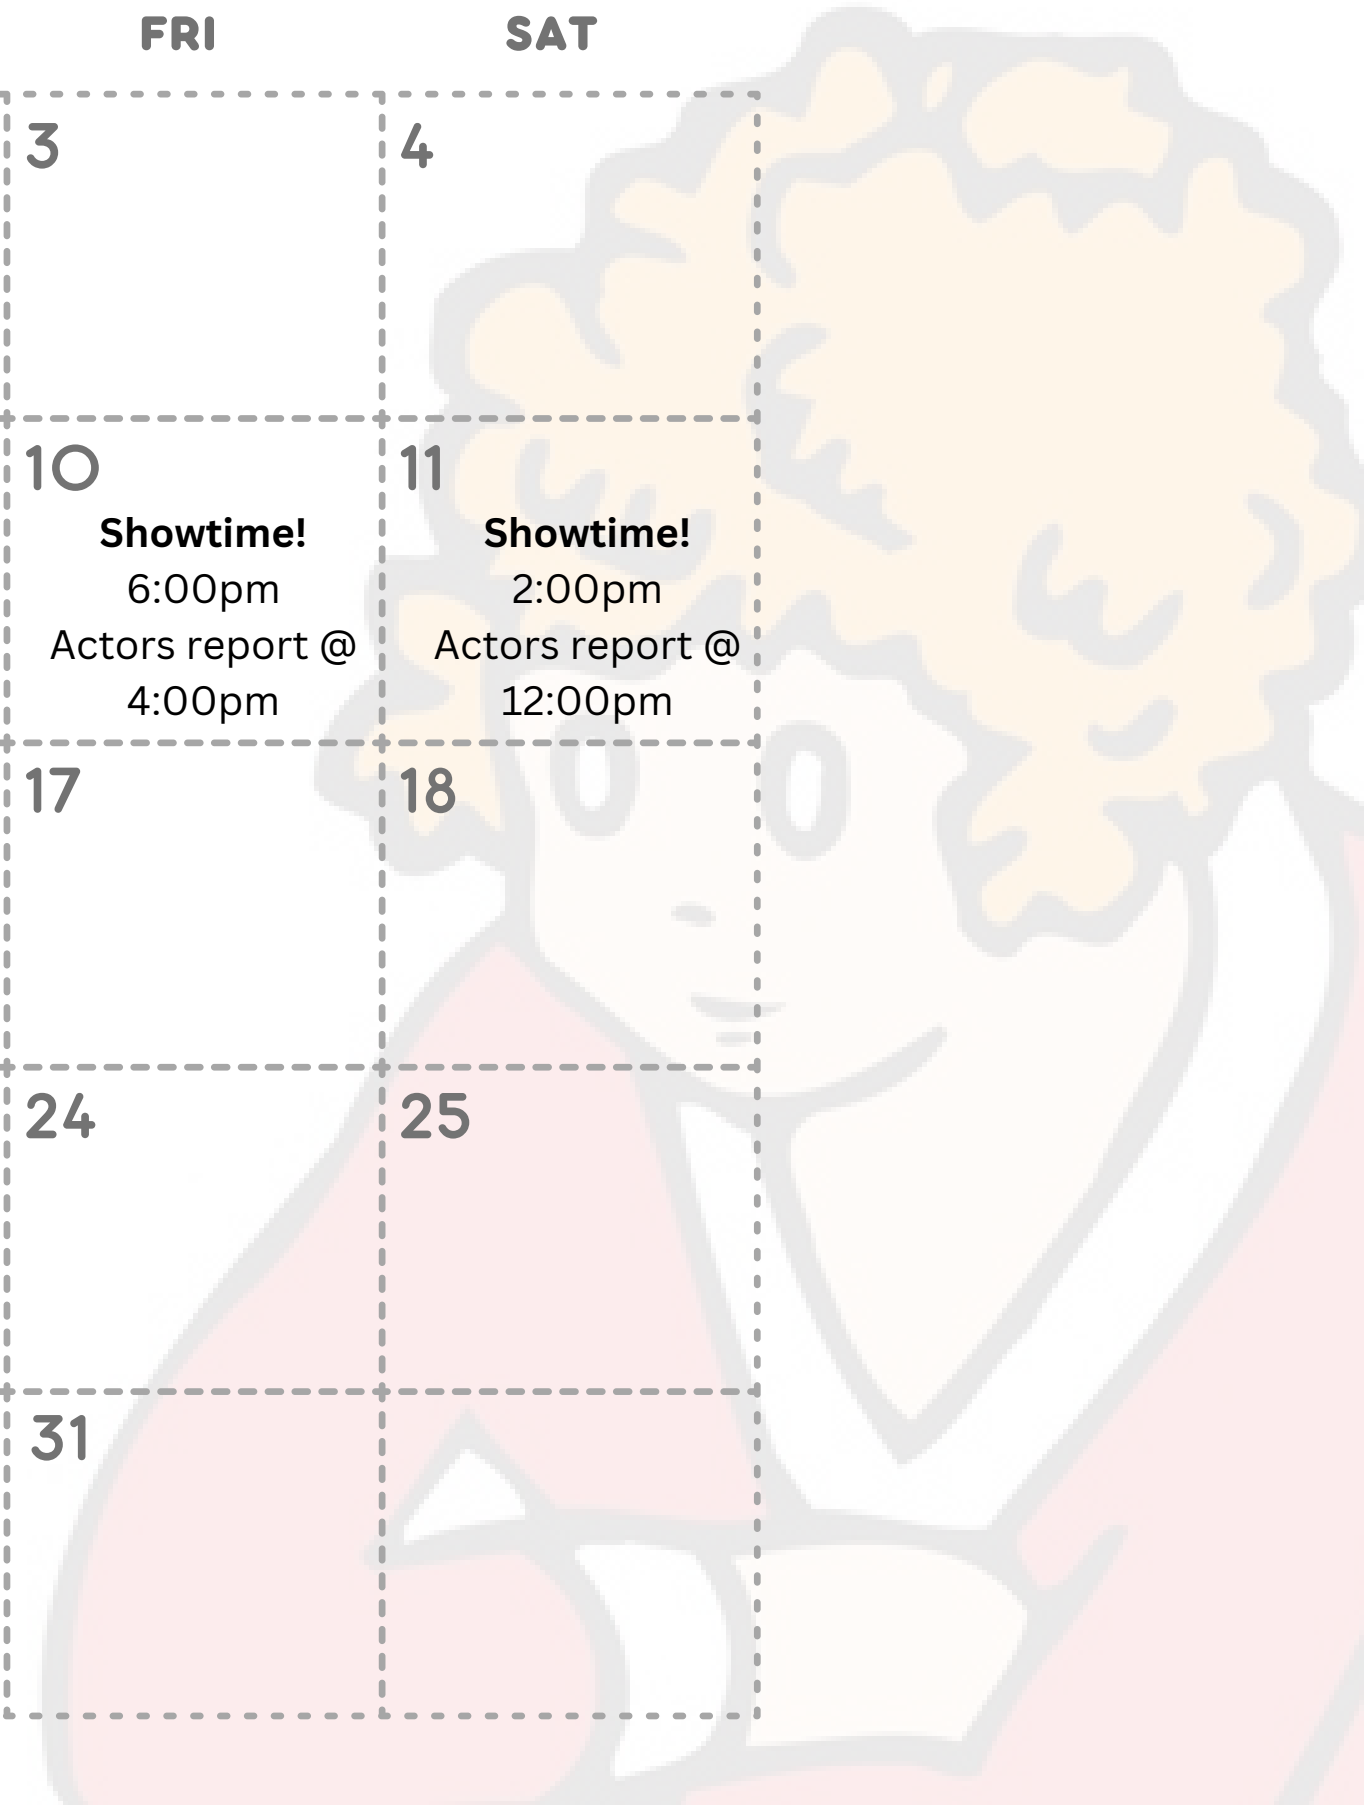 FRI SAT
3 4
10 11
Showtime! Showtime!
6:00pm 2:00pm
Actors report @ Actors report @
4:00pm 12:00pm
17 18
24 25
31